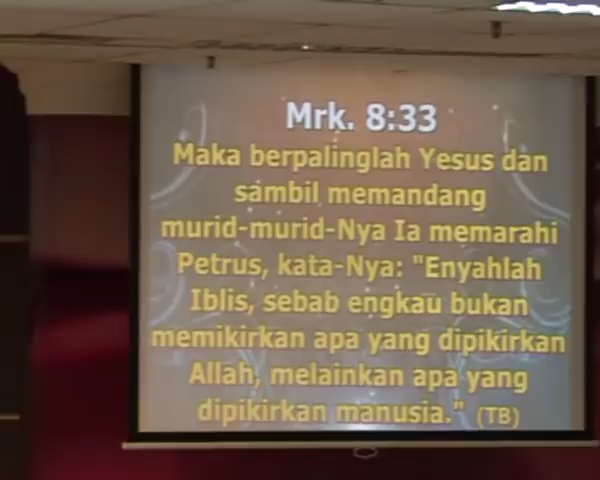 Mrk. 8:33
Maka berpalinglah Yesus dan
sambil memandang
murid-murid-Nya Ia memarahi
Petrus, kata-Nya: "Enyahlah
Iblis, sebab engkau bukan
memikirkan apa yang dipikirkan
Allah, melainkan apa yang
dipikirkan manusia." (TB)